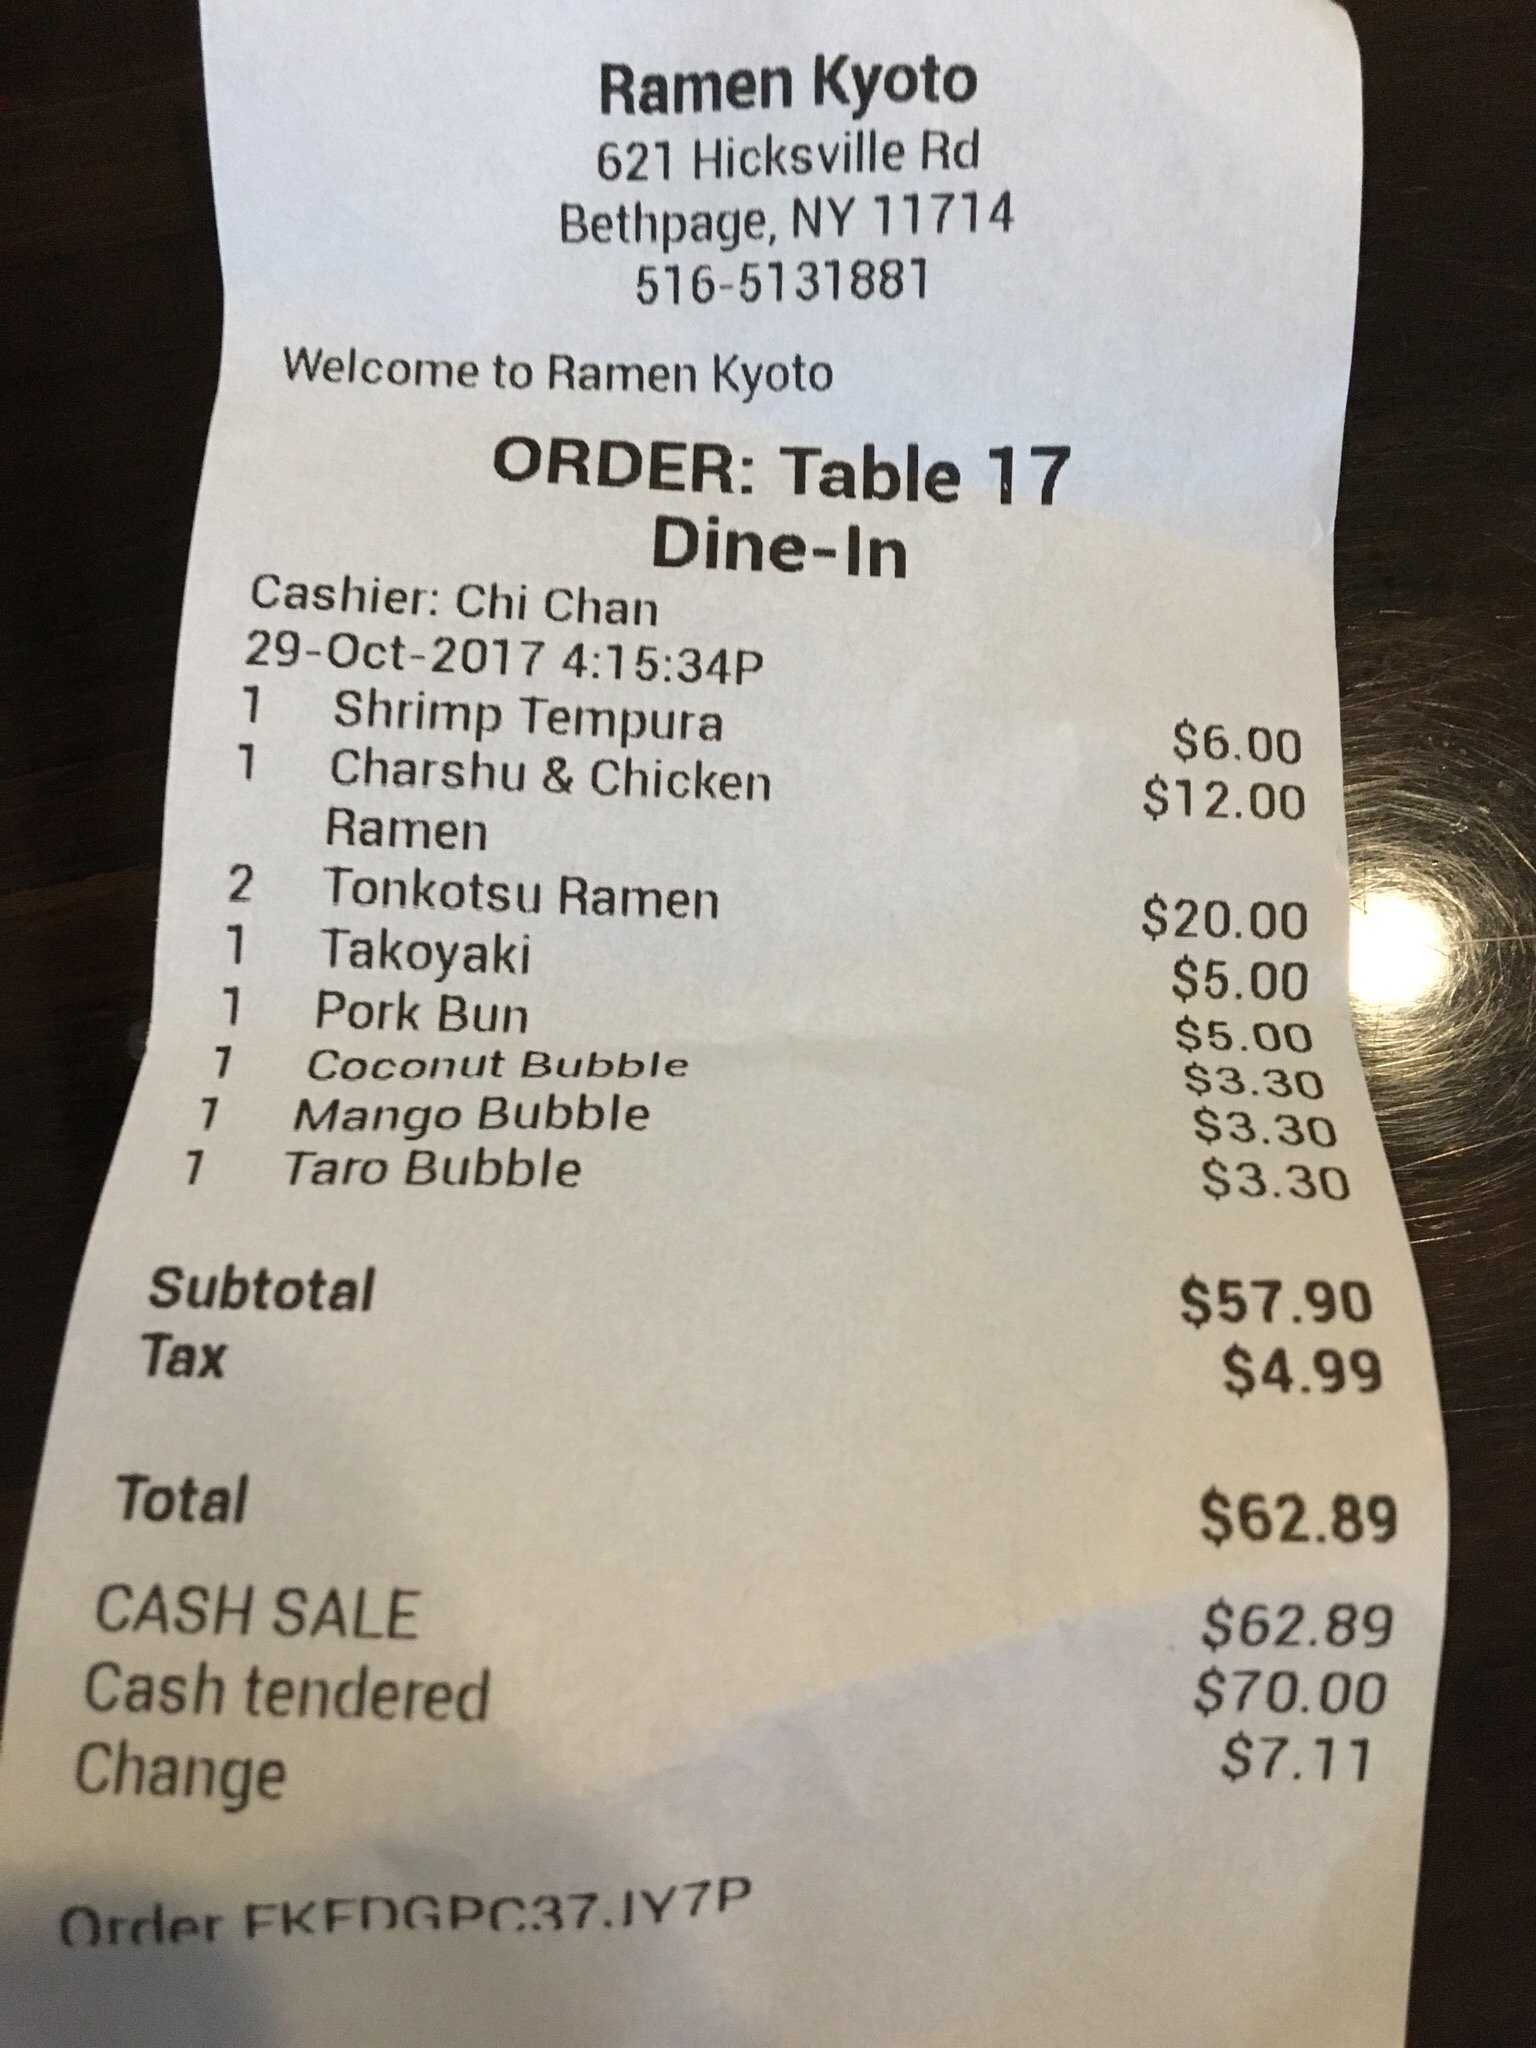 Ramen Kyoto
621 Hicksville Rd
Bethpage, NY 11714
516-5131881
Welcome to Ramen Kyoto
ORDER: Table 17
Dine-In
Cashier: Chi Chan
29-Oct-2017 4:15:34P
1 Shrimp Tempura $6.00
1 Charshu & Chicken $12.00
Ramen
2 Tonkotsu Ramen $20.00
1 Takoyaki $5.00
1 Pork Bun $5.00
1 Coconut Bubble $3.30
1 Mango Bubble $3.30
1 Taro Bubble $3.30
Subtotal $57.90
Tax $4.99
Total $62.89
CASH SALE $62.89
Cash tendered $70.00
Change $7.11
Order